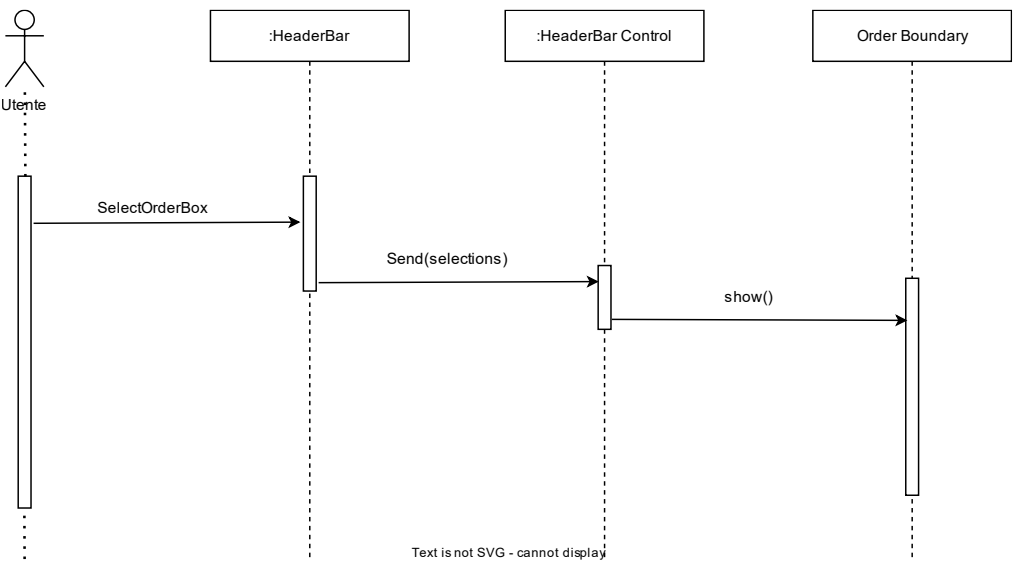 :HeaderBar
:HeaderBar Control
Order Boundary
Utente
SelectOrderBox
Send(selections)
show()
Text is not SVG - cannot display